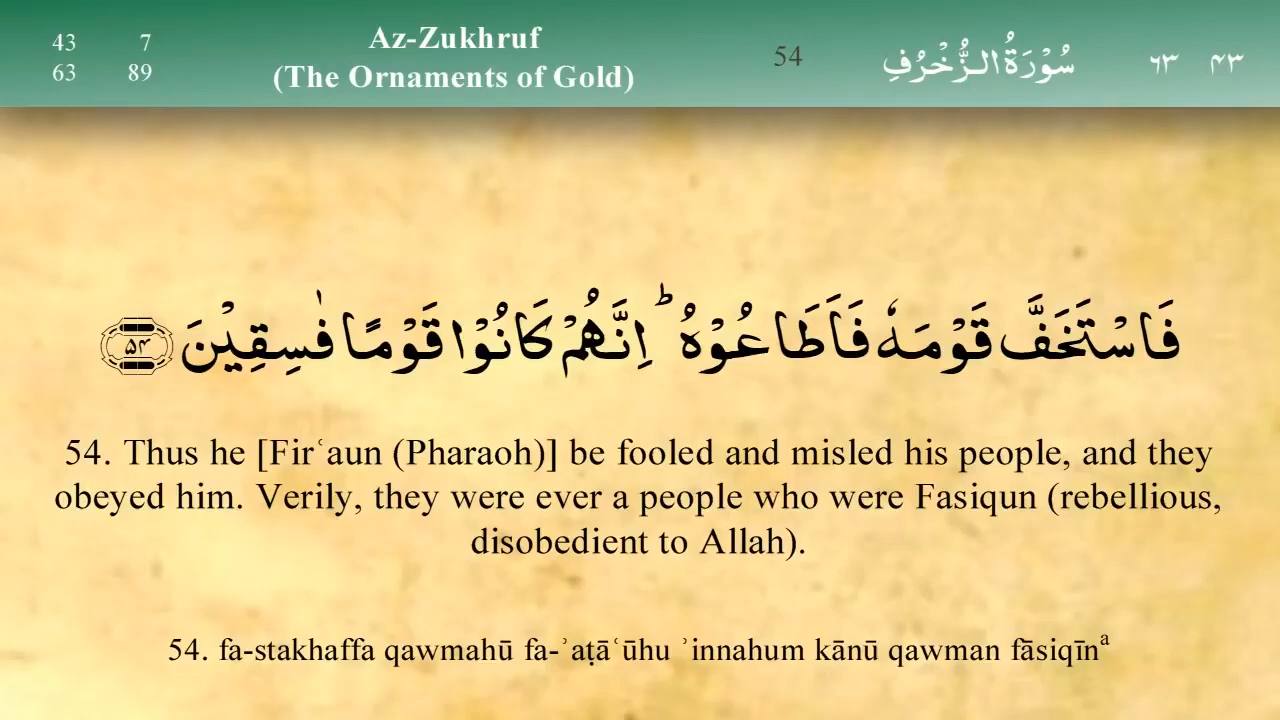 43 7 Az-Zukhruf 54 سُوْرَةُ الزُّخْرُفِ ٦٣ ۴۳
63 89 (The Ornaments of Gold)
فَاسْتَخَفَّ قَوْمَهٗ فَاَطَاعُوْهُ ؕ اِنَّهُمْ كَانُوْا قَوْمًا فٰسِقِيْنَ ۵۴
54. Thus he [Firʿaun (Pharaoh)] be fooled and misled his people, and they
obeyed him. Verily, they were ever a people who were Fasiqun (rebellious,
disobedient to Allah).
54. fa-stakhaffa qawmahū fa-ʾaṭāʿūhu ʾinnahum kānū qawman fāsiqīnᵃ